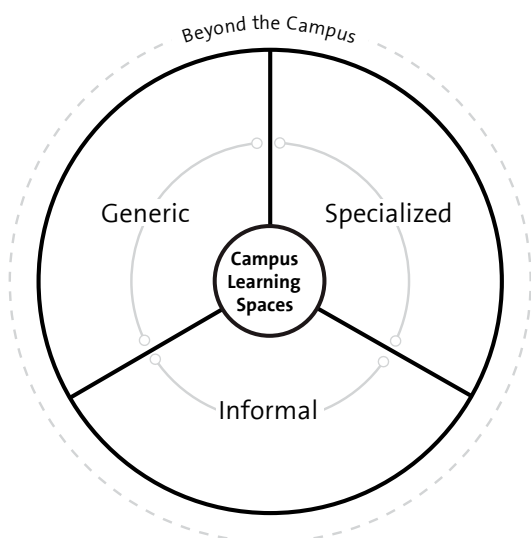 Beyond the Campus
Generic
Specialized
Campus
Learning
Spaces
Informal